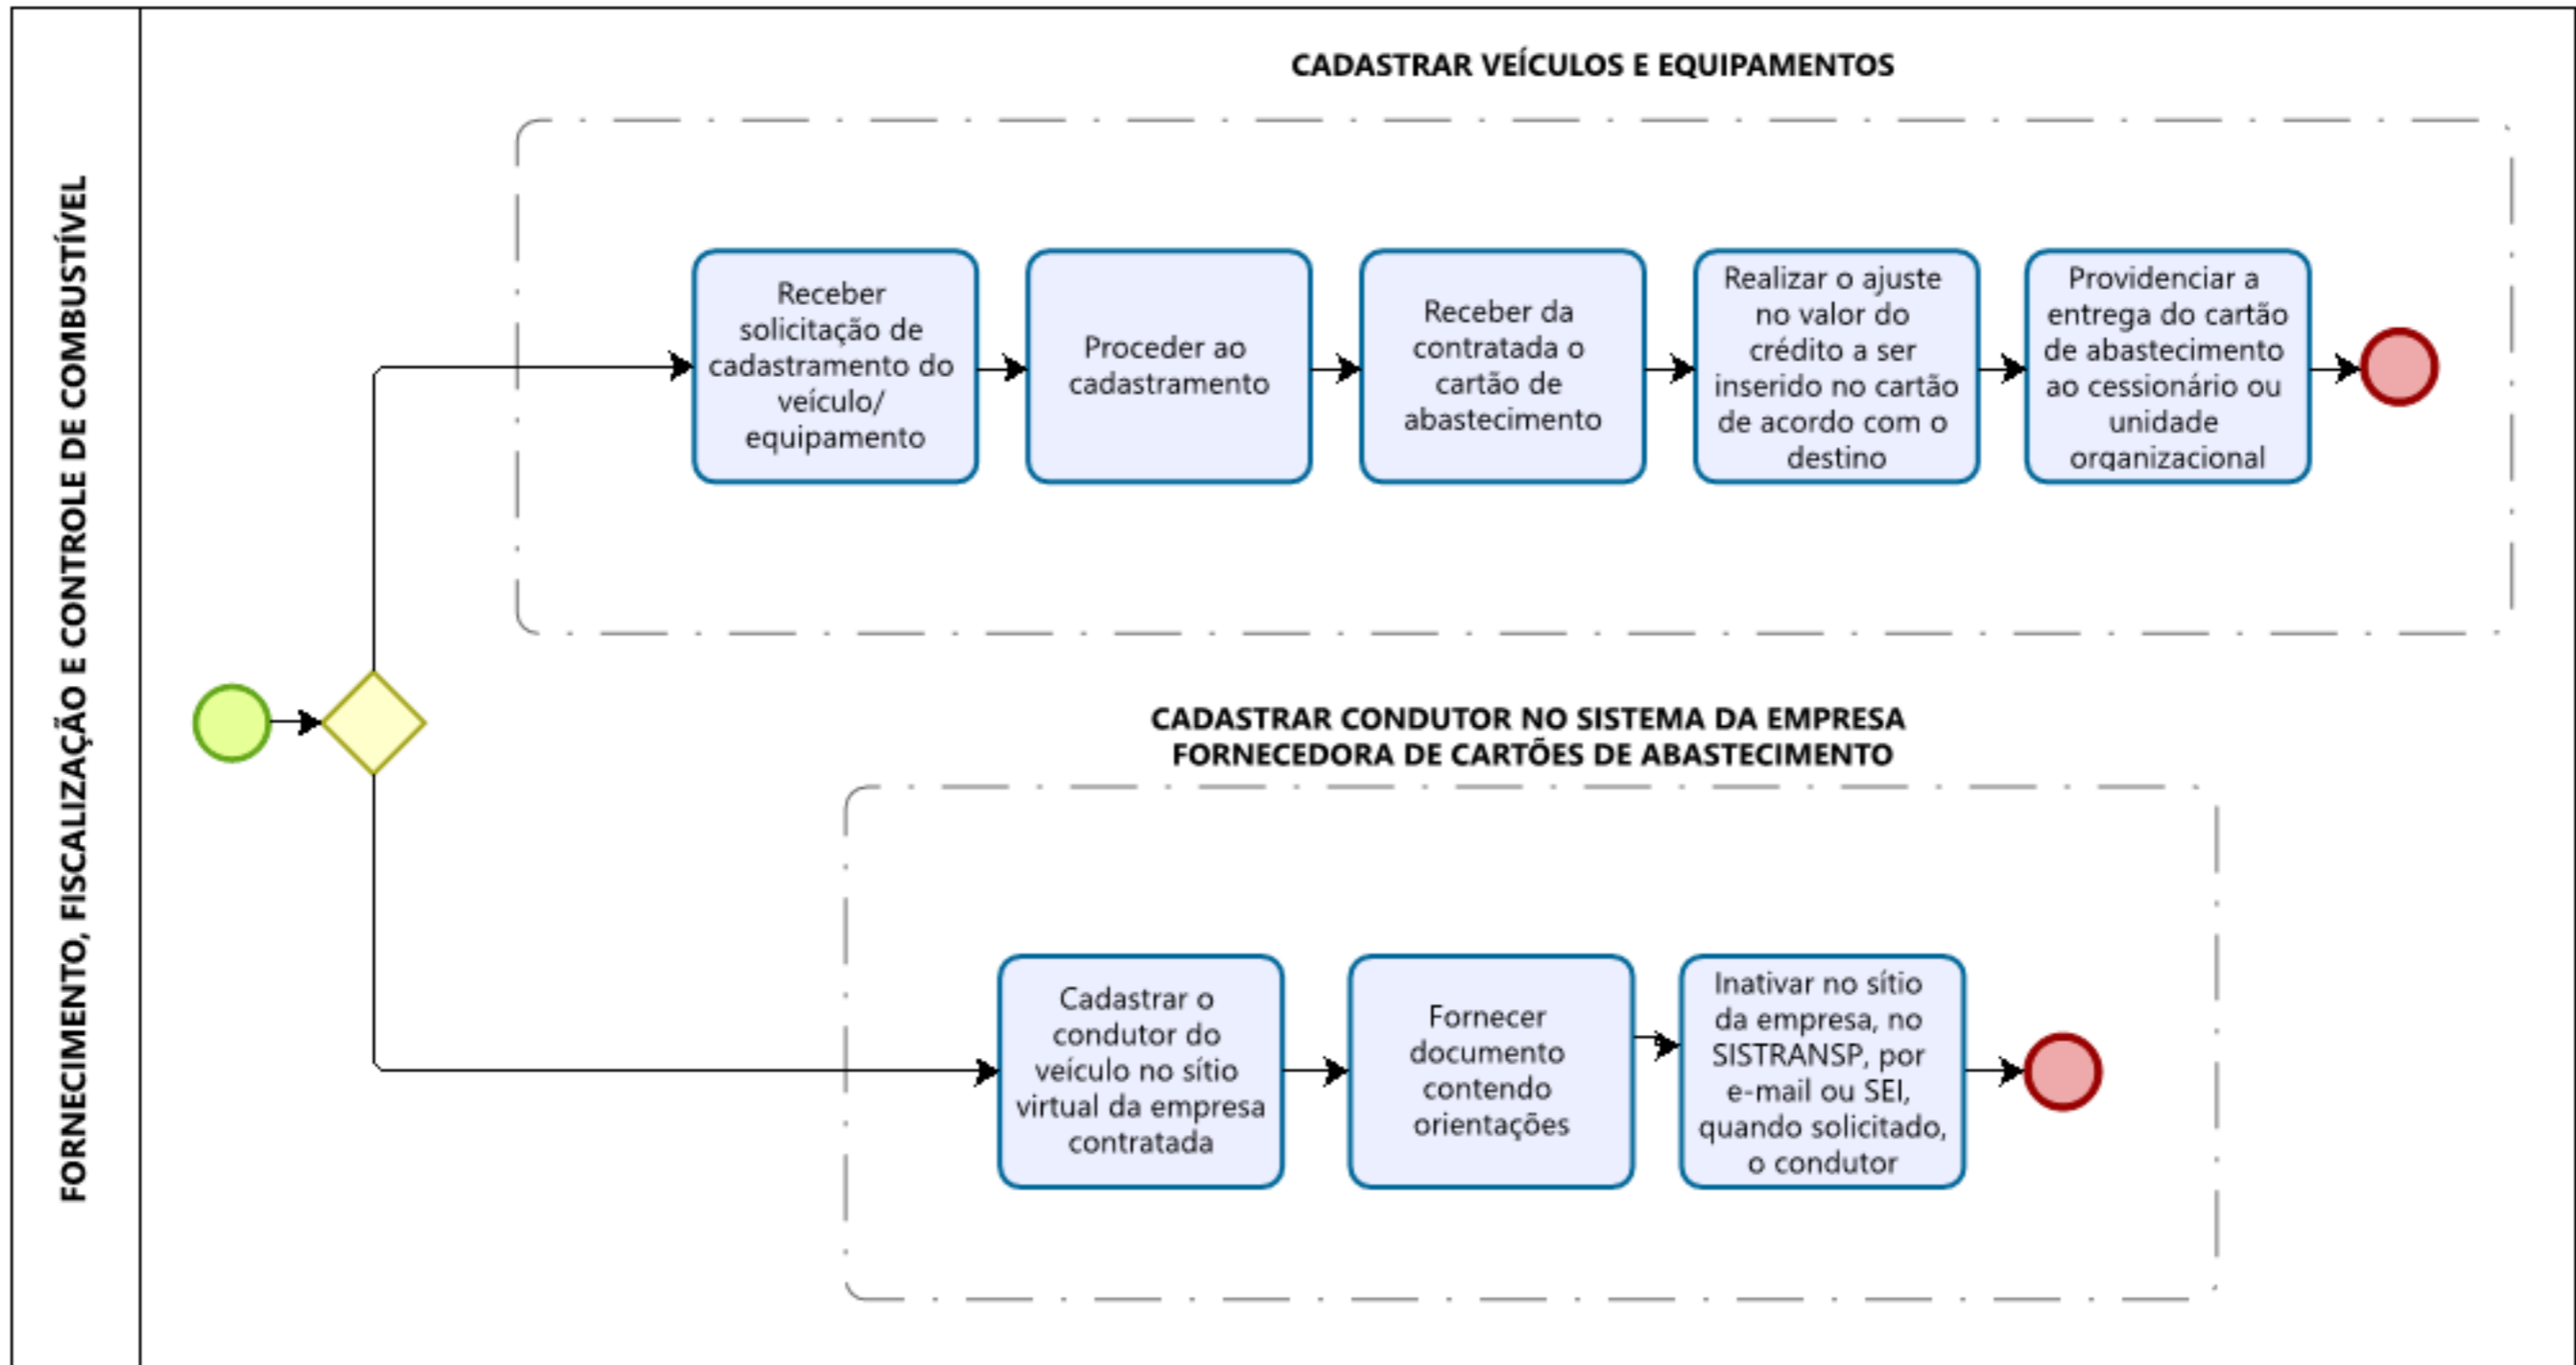 FORNECIMENTO, FISCALIZAÇÃO E CONTROLE DE COMBUSTÍVEL
CADASTRAR VEÍCULOS E EQUIPAMENTOS
Receber
solicitação de
cadastramento do
veículo/
equipamento
Proceder ao
cadastramento
Receber da
contratada o
cartão de
abastecimento
Realizar o ajuste
no valor do
crédito a ser
inserido no cartão
de acordo com o
destino
Providenciar a
entrega do cartão
de abastecimento
ao cessionário ou
unidade
organizacional
CADASTRAR CONDUTOR NO SISTEMA DA EMPRESA
FORNECEDORA DE CARTÕES DE ABASTECIMENTO
Cadastrar o
condutor do
veículo no sítio
virtual da empresa
contratada
Fornecer
documento
contendo
orientações
Inativar no sítio
da empresa, no
SISTRANSP, por
e-mail ou SEI,
quando solicitado,
o condutor